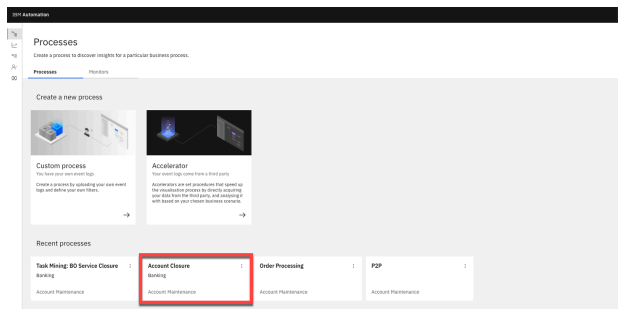 IBM Automation
Processes
Create a process to discover insights for a particular business process.
Processes
Monitors
Create a new process
Custom process
You have your own event logs
Create a process by uploading your own event
logs and define your own filters.
Accelerator
Your event logs come from a third party
Accelerators are set procedures that speed up
the visualisation process by directly acquiring
your data from the third party, and analysing it
with based on your chosen business scenario.
Recent processes
Task Mining: BO Service Closure
Banking
Account Maintenance
Account Closure
Banking
Account Maintenance
Order Processing
Account Maintenance
P2P
Account Maintenance